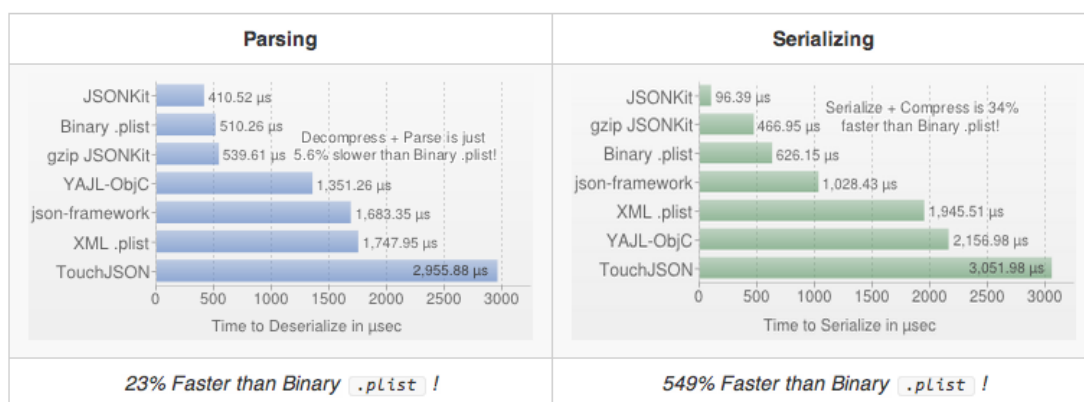 Parsing
JSONKit 410.52 µs
Binary .plist 510.26 µs
Decompress + Parse is just
gzip JSONKit 539.61 µs 5.6% slower than Binary .plist!
YAJL-ObjC 1,351.26 µs
json-framework 1,683.35 µs
XML .plist 1,747.95 µs
TouchJSON 2,955.88 µs
0 500 1000 1500 2000 2500 3000
Time to Deserialize in µsec
23% Faster than Binary .plist !
Serializing
JSONKit 96.39 µs
Serialize + Compress is 34%
gzip JSONKit 466.95 µs faster than Binary .plist!
Binary .plist 626.15 µs
json-framework 1,028.43 µs
XML .plist 1,945.51 µs
YAJL-ObjC 2,156.98 µs
TouchJSON 3,051.98 µs
0 500 1000 1500 2000 2500 3000
Time to Serialize in µsec
549% Faster than Binary .plist !